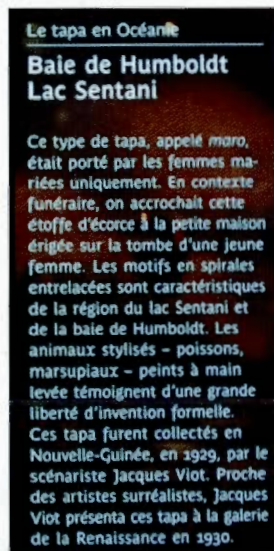 Le tapa en Océanie
Baie de Humboldt
Lac Sentani
Ce type de tapa, appelé maro,
était porté par les femmes ma-
riées uniquement. En contexte
funéraire, on accrochait cette
étoffe d'écorce à la petite maison
érigée sur la tombe d'une jeune
femme. Les motifs en spirales
entrelacées sont caractéristiques
de la région du lac Sentani et
de la baie de Humboldt. Les
animaux stylisés – poissons,
marsupiaux – peints à main
levée témoignent d'une grande
liberté d'invention formelle.
Ces tapa furent collectés en
Nouvelle-Guinée, en 1929, par le
scénariste Jacques Viot. Proche
des artistes surréalistes, Jacques
Viot présenta ces tapa à la galerie
de la Renaissance en 1930.